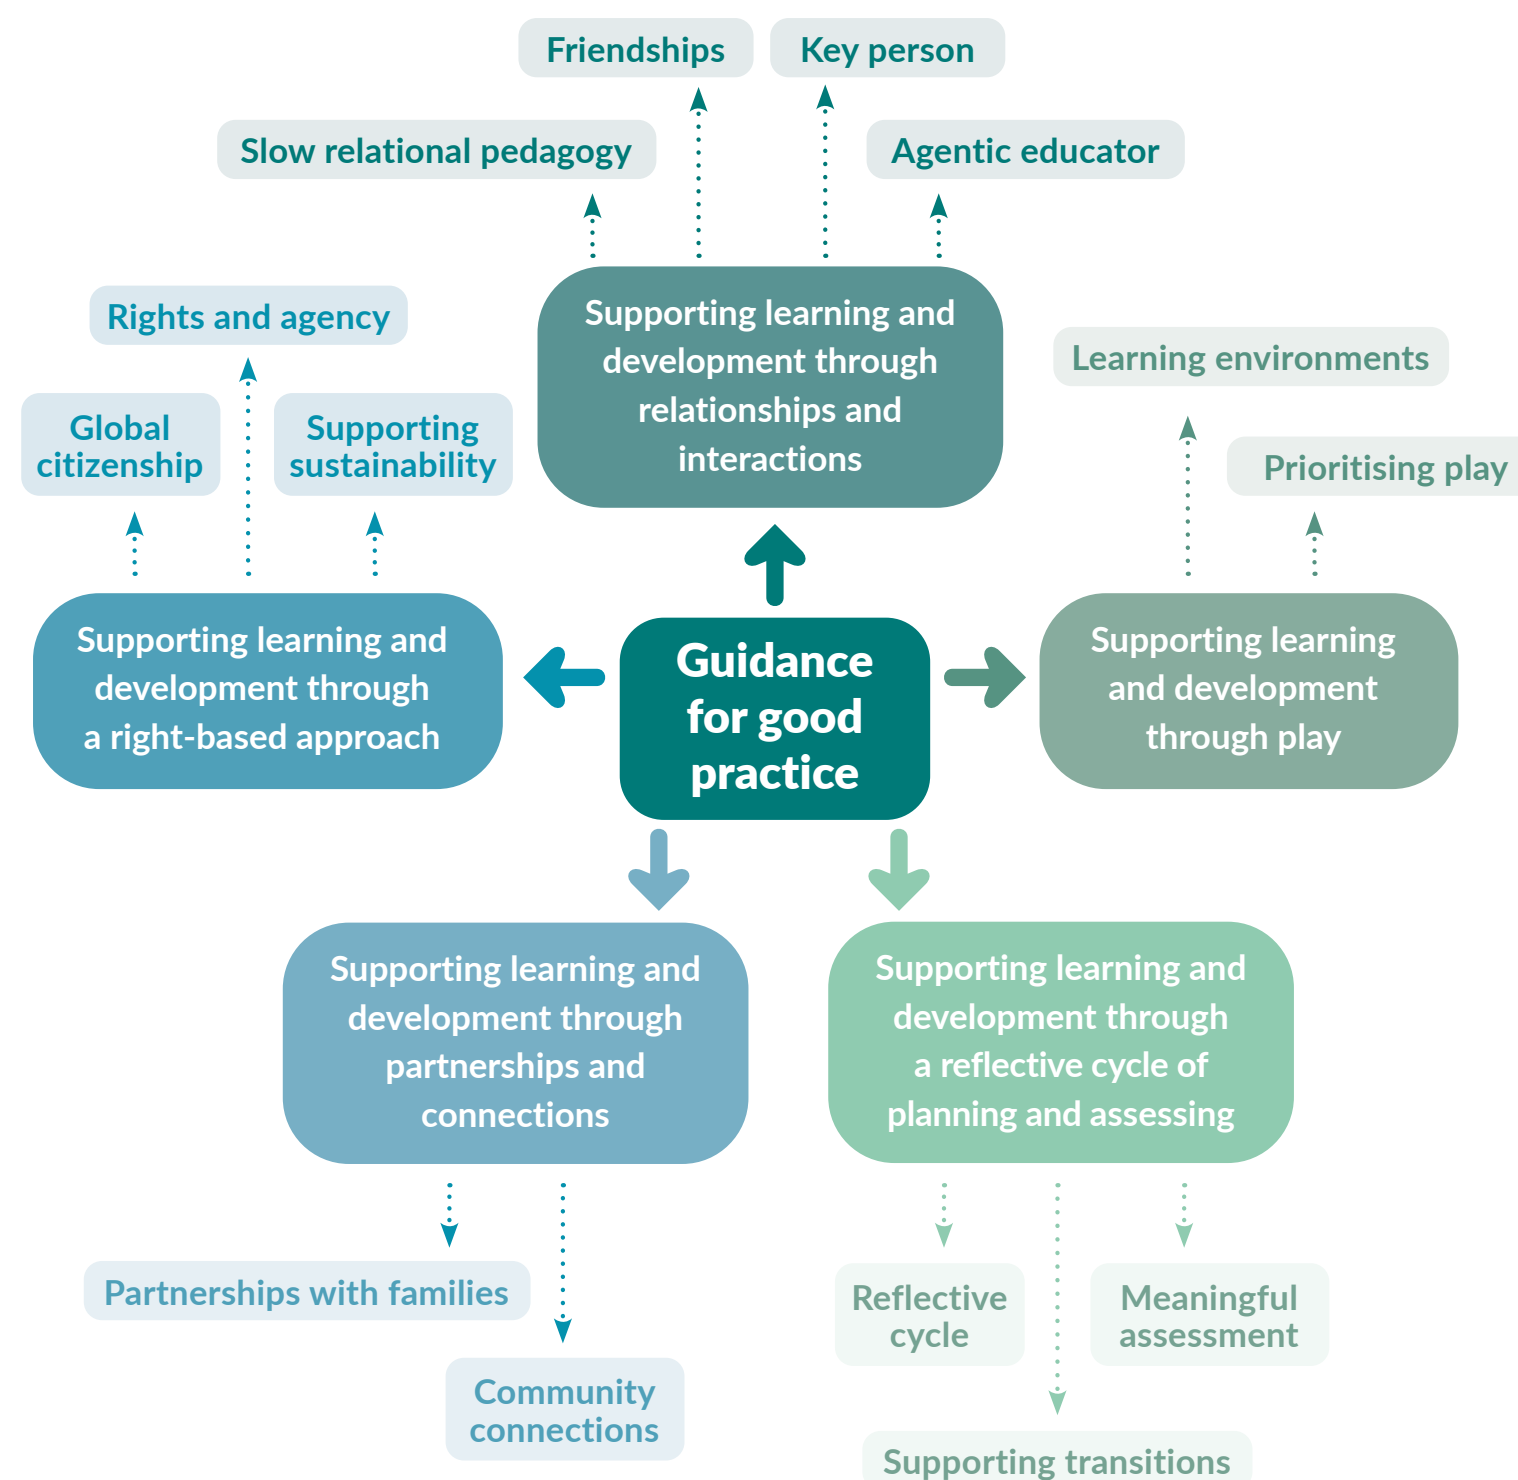 Friendships
Key person
Slow relational pedagogy
Agentic educator
Supporting learning and
development through
relationships and
interactions
Rights and agency
Global
citizenship
Supporting
sustainability
Learning environments
Prioritising play
Supporting learning and
development through
a right-based approach
Guidance
for good
practice
Supporting learning
and development
through play
Supporting learning and
development through
partnerships and
connections
Supporting learning and
development through
a reflective cycle of
planning and assessing
Partnerships with families
Community
connections
Reflective
cycle
Meaningful
assessment
Supporting transitions